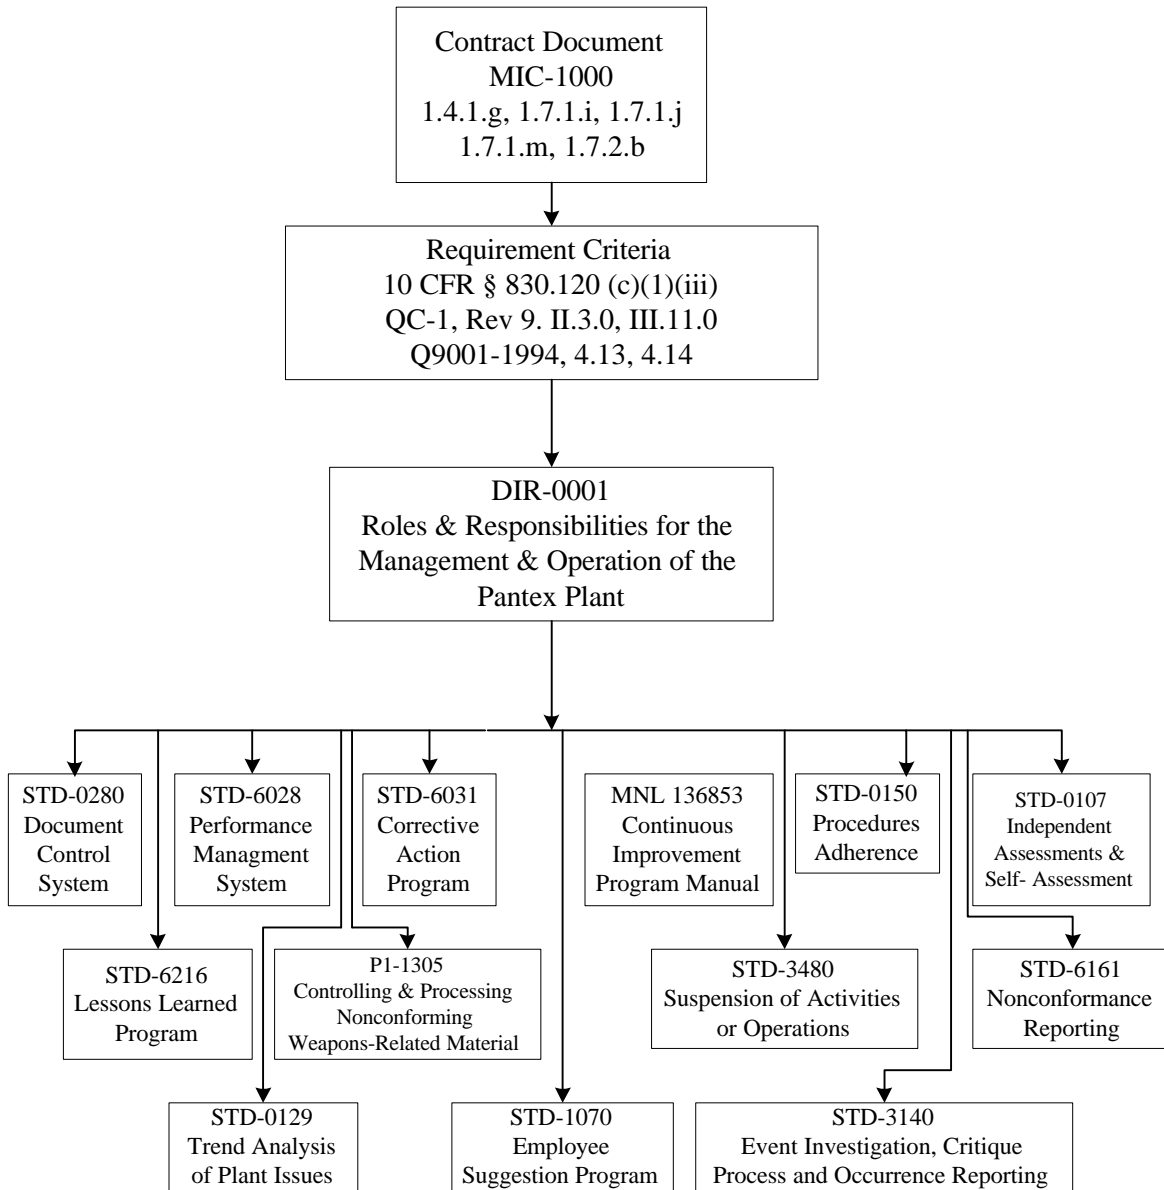 Contract Document
MIC-1000
1.4.1.g, 1.7.1.i, 1.7.1.j
1.7.1.m, 1.7.2.b
Requirement Criteria
10 CFR § 830.120 (c)(1)(iii)
QC-1, Rev 9. II.3.0, III.11.0
Q9001-1994, 4.13, 4.14
DIR-0001
Roles & Responsibilities for the
Management & Operation of the
Pantex Plant
STD-0280
Document
Control
System
STD-6028
Performance
Managment
System
STD-6031
Corrective
Action
Program
MNL 136853
Continuous
Improvement
Program Manual
STD-0150
Procedures
Adherence
STD-0107
Independent
Assessments &
Self- Assessment
STD-6216
Lessons Learned
Program
P1-1305
Controlling & Processing
Nonconforming
Weapons-Related Material
STD-3480
Suspension of Activities
or Operations
STD-6161
Nonconformance
Reporting
STD-0129
Trend Analysis
of Plant Issues
STD-1070
Employee
Suggestion Program
STD-3140
Event Investigation, Critique
Process and Occurrence Reporting